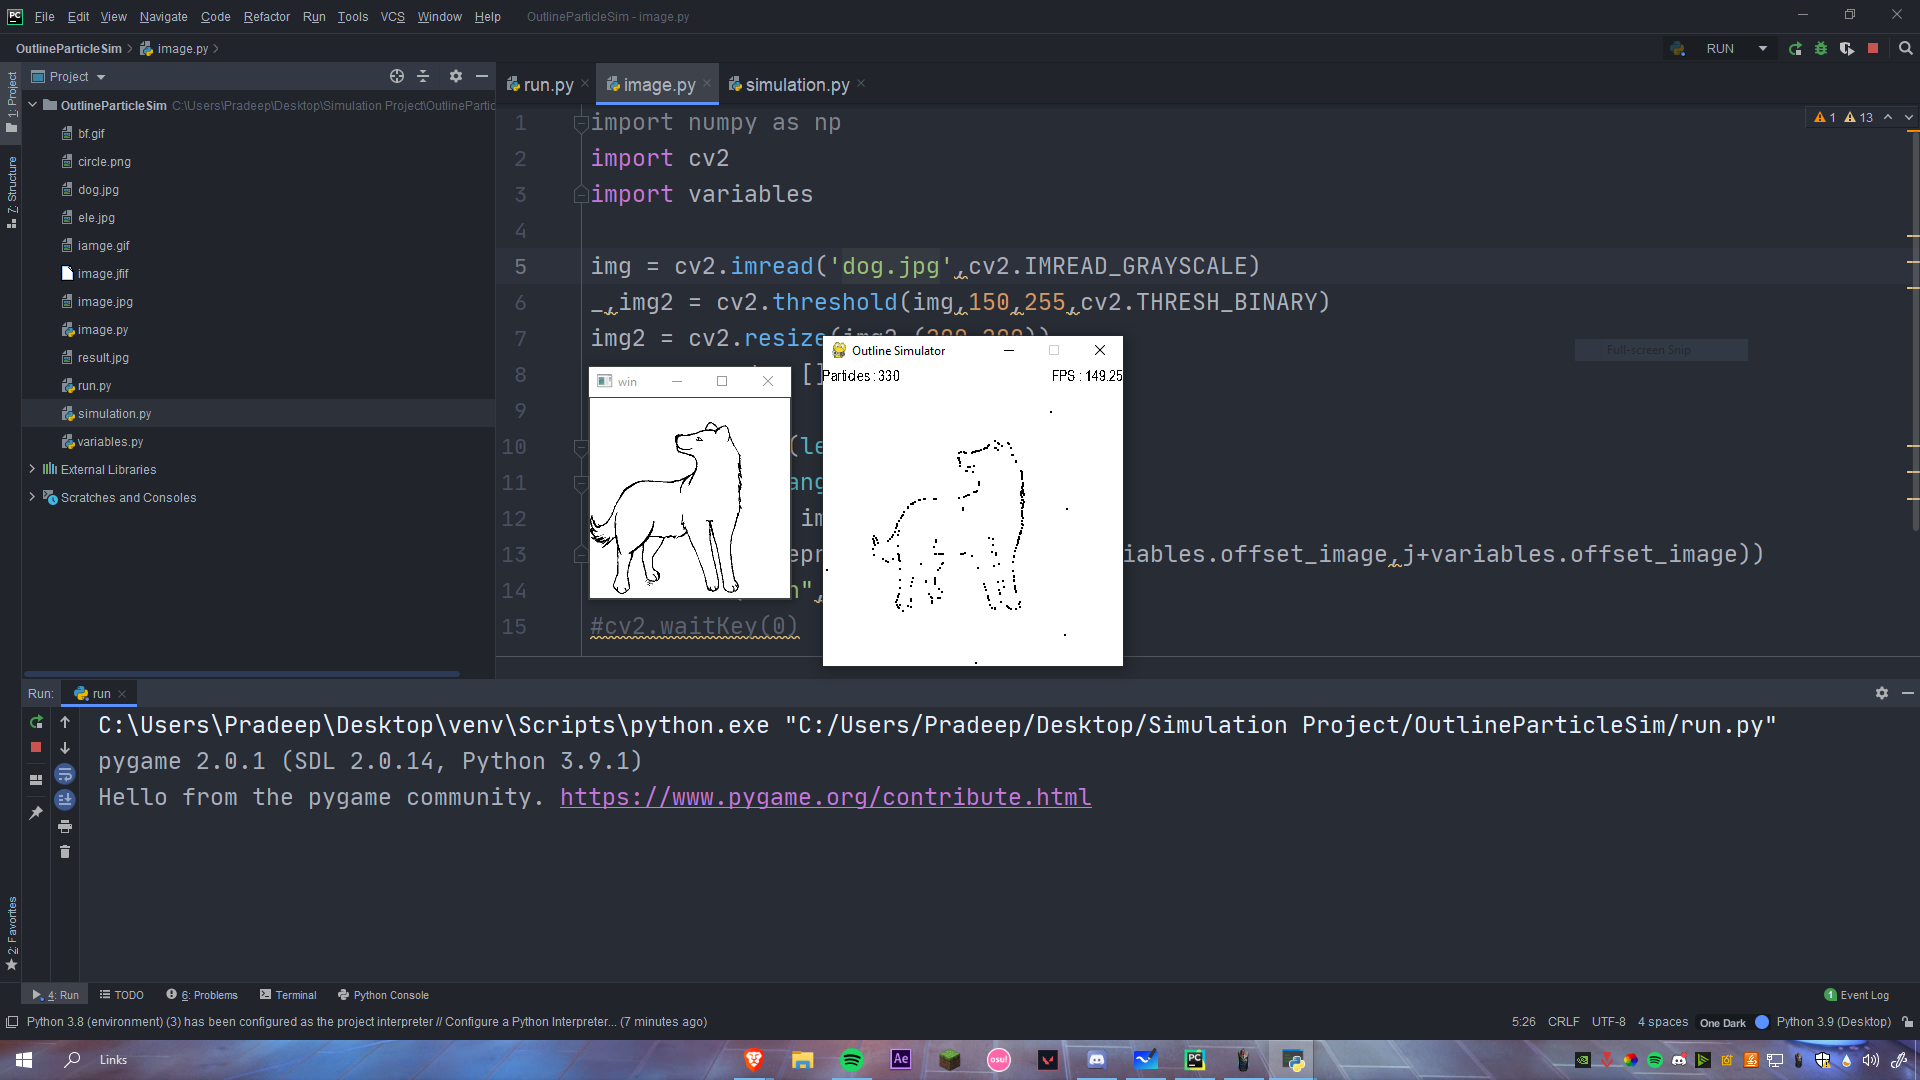 File Edit View Navigate Code Refactor Run Tools VCS Window Help OutlineParticleSim - image.py
OutlineParticleSim image.py RUN
1: Project
7: Structure
2: Favorites
Project
OutlineParticleSim C:\Users\Pradeep\Desktop\Simulation Project\OutlinePartic
bf.gif
circle.png
dog.jpg
ele.jpg
iamge.gif
image.jfif
image.jpg
image.py
result.jpg
run.py
simulation.py
variables.py
External Libraries
Scratches and Consoles
run.py image.py simulation.py
1 13
1 import numpy as np
2 import cv2
3 import variables
4
5 img = cv2.imread('dog.jpg',cv2.IMREAD_GRAYSCALE)
6 _,img2 = cv2.threshold(img,150,255,cv2.THRESH_BINARY)
7 img2 = cv2.resize
8 []
9
10 (le
11 ang
12 im
13 epr iables.offset_image,j+variables.offset_image))
14 n",
15 #cv2.waitKey(0)
Full-screen Snip
win
Outline Simulator
Particles : 330 FPS : 149.25
Run: run
C:\Users\Pradeep\Desktop\venv\Scripts\python.exe "C:/Users/Pradeep/Desktop/Simulation Project/OutlineParticleSim/run.py"
pygame 2.0.1 (SDL 2.0.14, Python 3.9.1)
Hello from the pygame community. https://www.pygame.org/contribute.html
4: Run TODO 6: Problems Terminal Python Console 1 Event Log
Python 3.8 (environment) (3) has been configured as the project interpreter // Configure a Python Interpreter... (7 minutes ago) 5:26 CRLF UTF-8 4 spaces One Dark Python 3.9 (Desktop)
Links Ae osu! PC